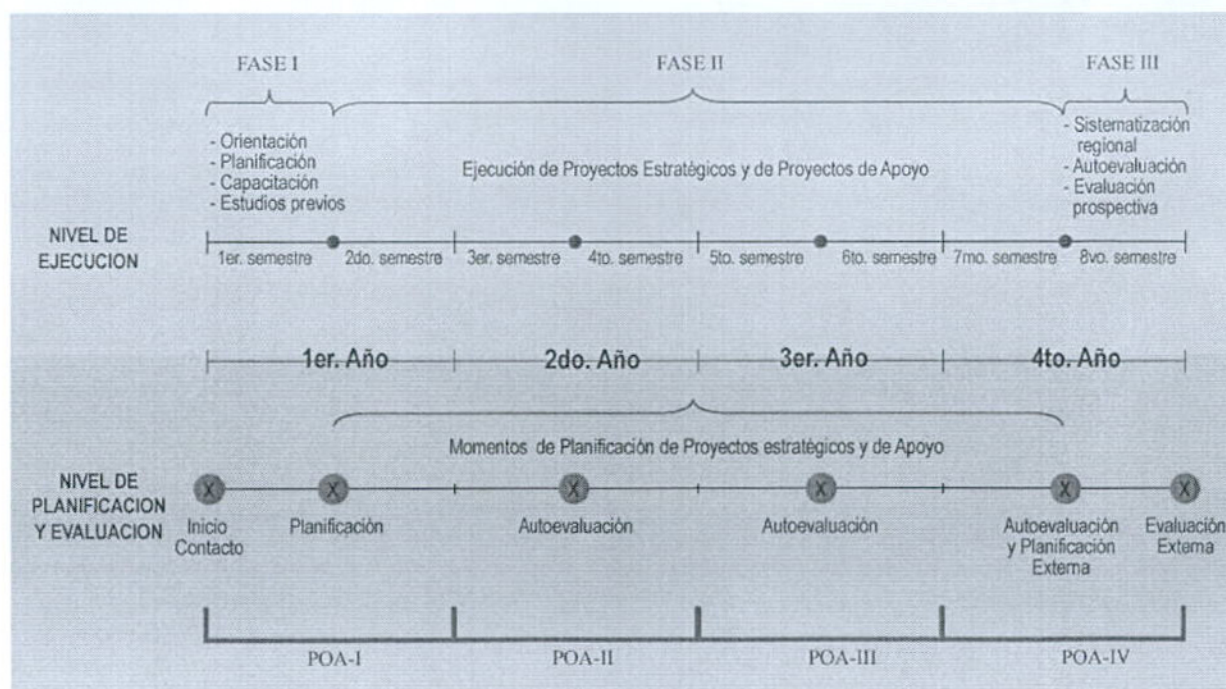 FASE I
FASE II
FASE III
- Orientación
- Planificación
- Capacitación
- Estudios previos
Ejecución de Proyectos Estratégicos y de Proyectos de Apoyo
- Sistematización
regional
- Autoevaluación
- Evaluación
prospectiva
NIVEL DE
EJECUCION
1er. semestre
2do. semestre
3er. semestre
4to. semestre
5to. semestre
6to. semestre
7mo. semestre
8vo. semestre
1er. Año
2do. Año
3er. Año
4to. Año
Momentos de Planificación de Proyectos estratégicos y de Apoyo
NIVEL DE
PLANIFICACION
Y EVALUACION
X
X
X
X
X
X
Inicio
Contacto
Planificación
Autoevaluación
Autoevaluación
Autoevaluación
y Planificación
Externa
Evaluación
Externa
POA-I
POA-II
POA-III
POA-IV